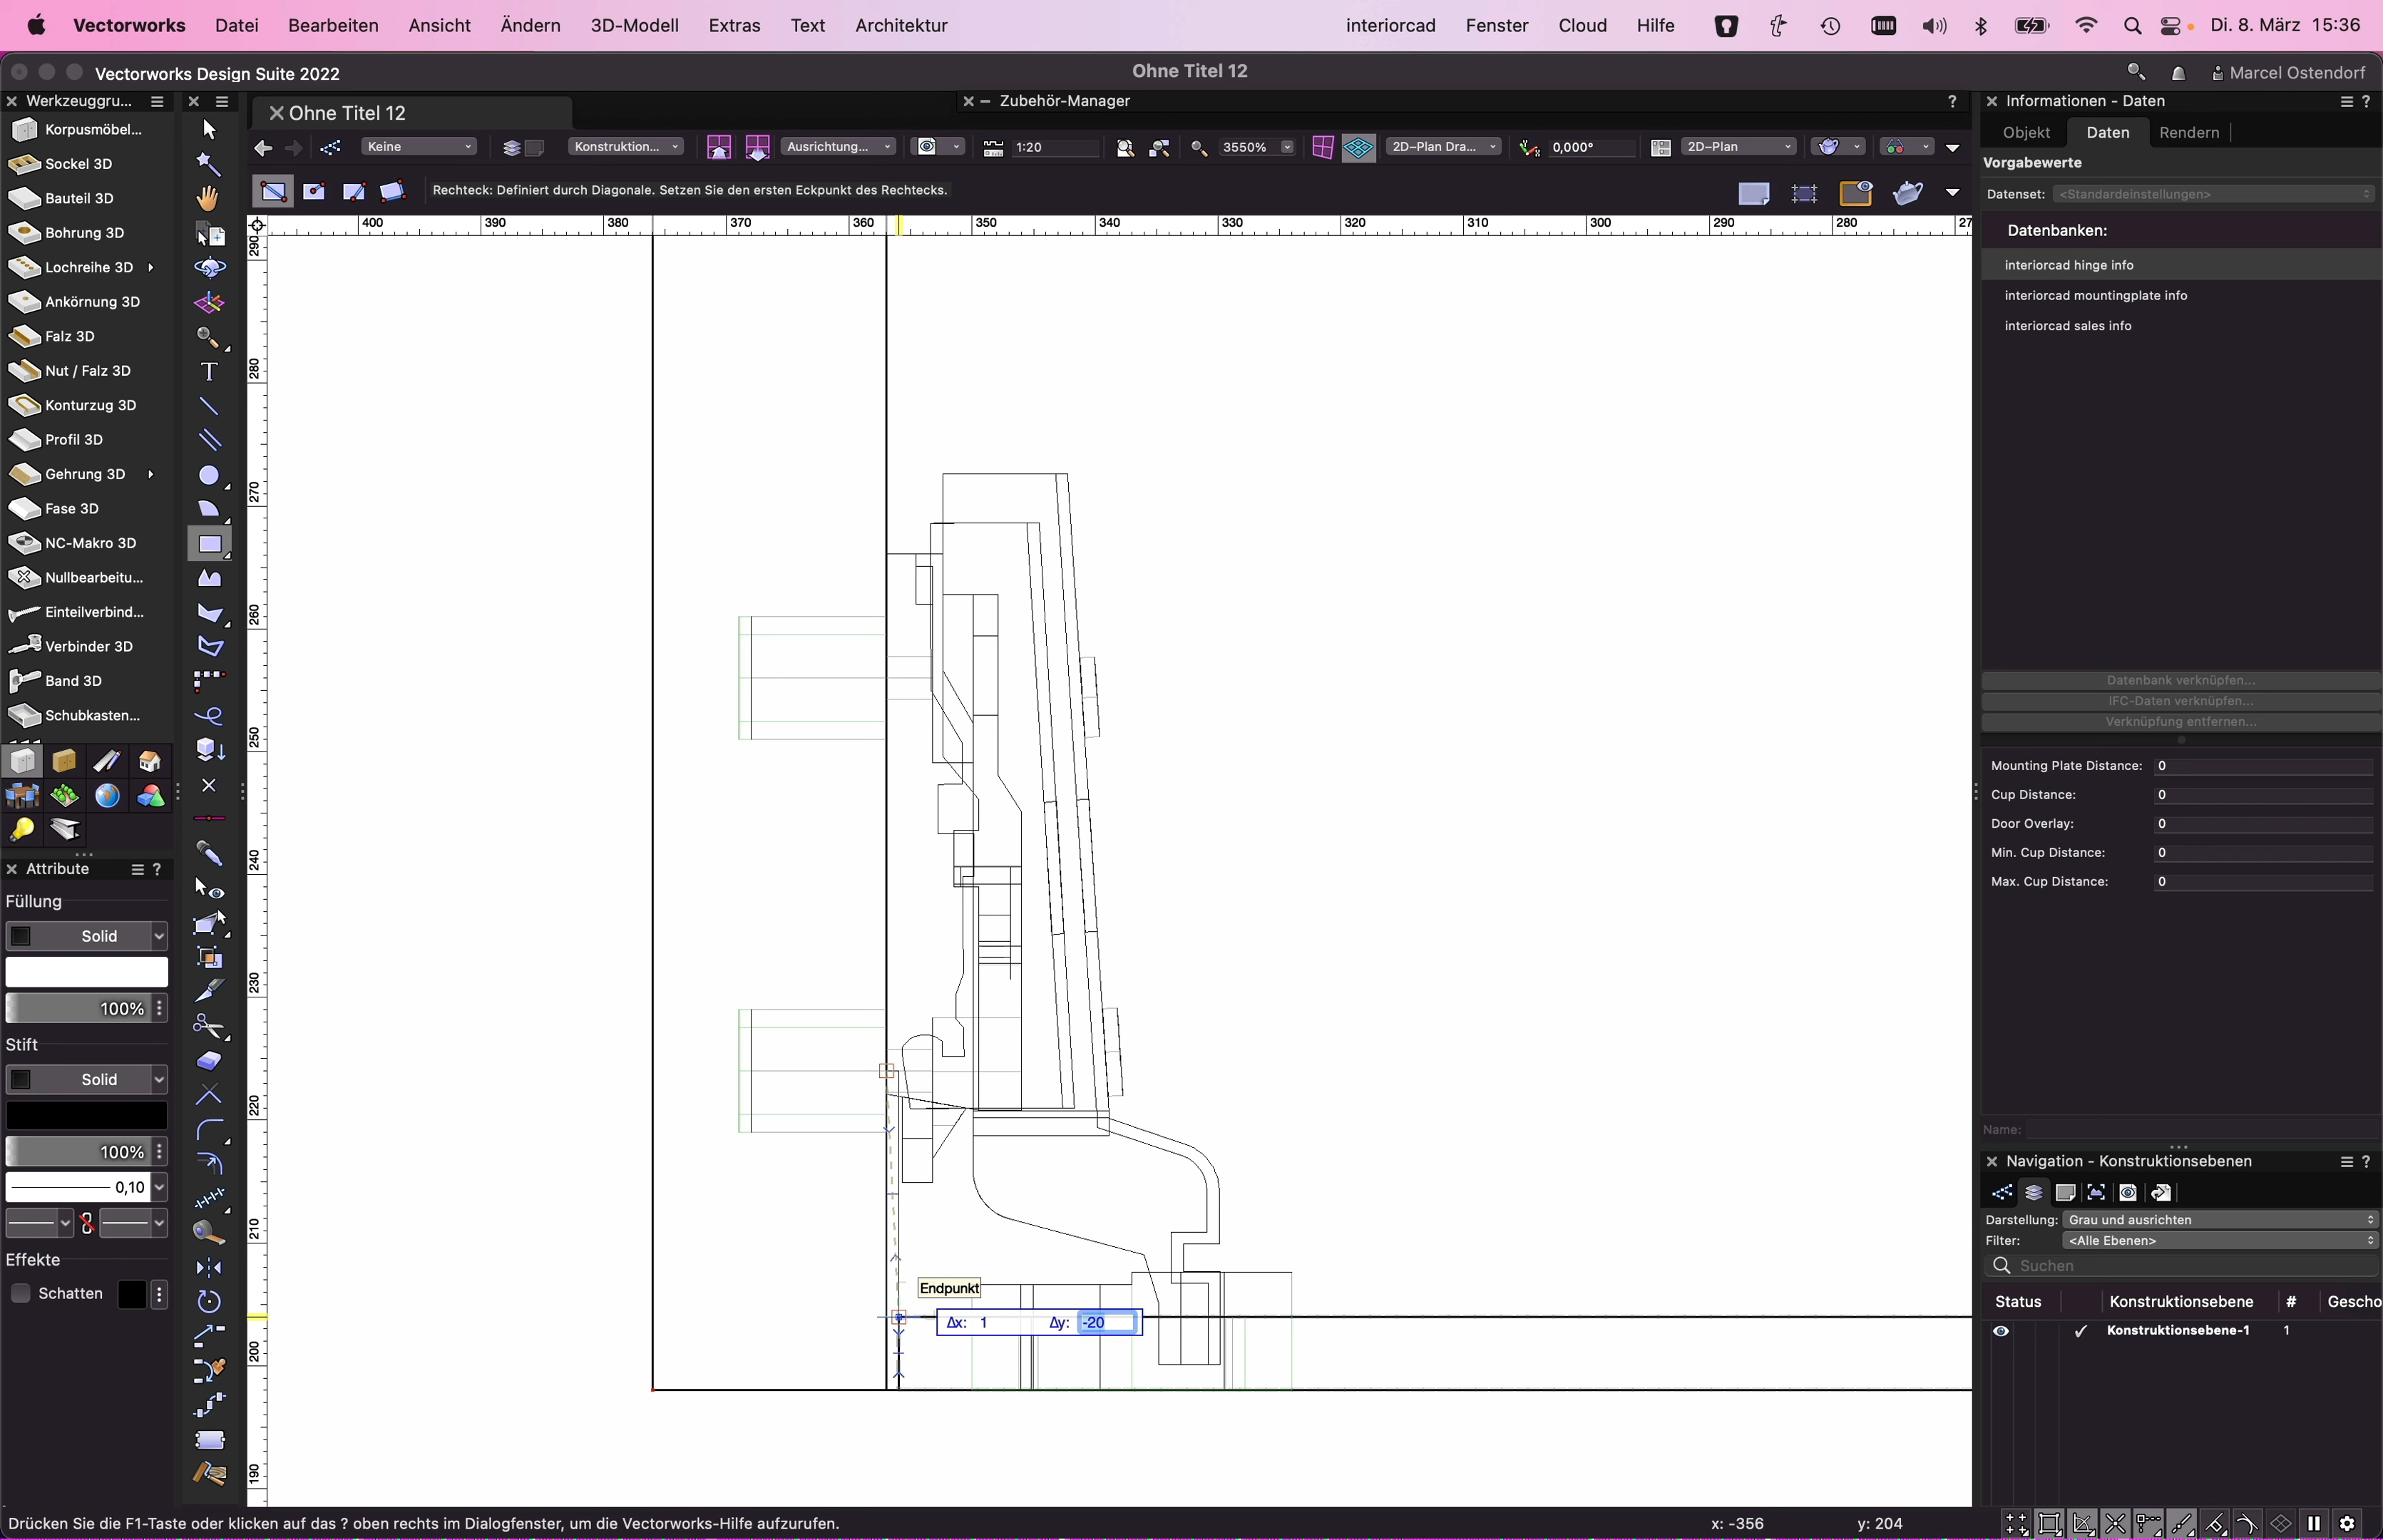 Vectorworks Datei Bearbeiten Ansicht Ändern 3D-Modell Extras Text Architektur interiorcad Fenster Cloud Hilfe Di. 8. März 15:36
Vectorworks Design Suite 2022 Ohne Titel 12 Marcel Ostendorf
Werkzeuggru...
Ohne Titel 12
Zubehör-Manager ?
Informationen - Daten ?
Objekt Daten Rendern
Keine Konstruktion... Ausrichtung... 1:20 3550% 2D-Plan Dra... 0,000° 2D-Plan
Rechteck: Definiert durch Diagonale. Setzen Sie den ersten Eckpunkt des Rechtecks.
400 390 380 370 360 350 340 330 320 310 300 290 280 27
290
280
270
260
250
240
230
220
210
200
190
Korpusmöbel...
Sockel 3D
Bauteil 3D
Bohrung 3D
Lochreihe 3D
Ankörnung 3D
Falz 3D
Nut / Falz 3D
Konturzug 3D
Profil 3D
Gehrung 3D
Fase 3D
NC-Makro 3D
Nullbearbeitu...
Einteilverbind...
Verbinder 3D
Band 3D
Schubkasten...
Attribute ?
Füllung
Solid
100%
Stift
Solid
100%
0,10
Effekte
Schatten
Endpunkt
Δx: 1 Δy: -20
Vorgabewerte
Datenset: <Standardeinstellungen>
Datenbanken:
interiorcad hinge info
interiorcad mountingplate info
interiorcad sales info
Datenbank verknüpfen...
IFC-Daten verknüpfen...
Verknüpfung entfernen...
Mounting Plate Distance: 0
Cup Distance: 0
Door Overlay: 0
Min. Cup Distance: 0
Max. Cup Distance: 0
Name:
Navigation - Konstruktionsebenen ?
Darstellung: Grau und ausrichten
Filter: <Alle Ebenen>
Suchen
Status Konstruktionsebene # Gescho
Konstruktionsebene-1 1
Drücken Sie die F1-Taste oder klicken auf das ? oben rechts im Dialogfenster, um die Vectorworks-Hilfe aufzurufen.
x: -356 y: 204